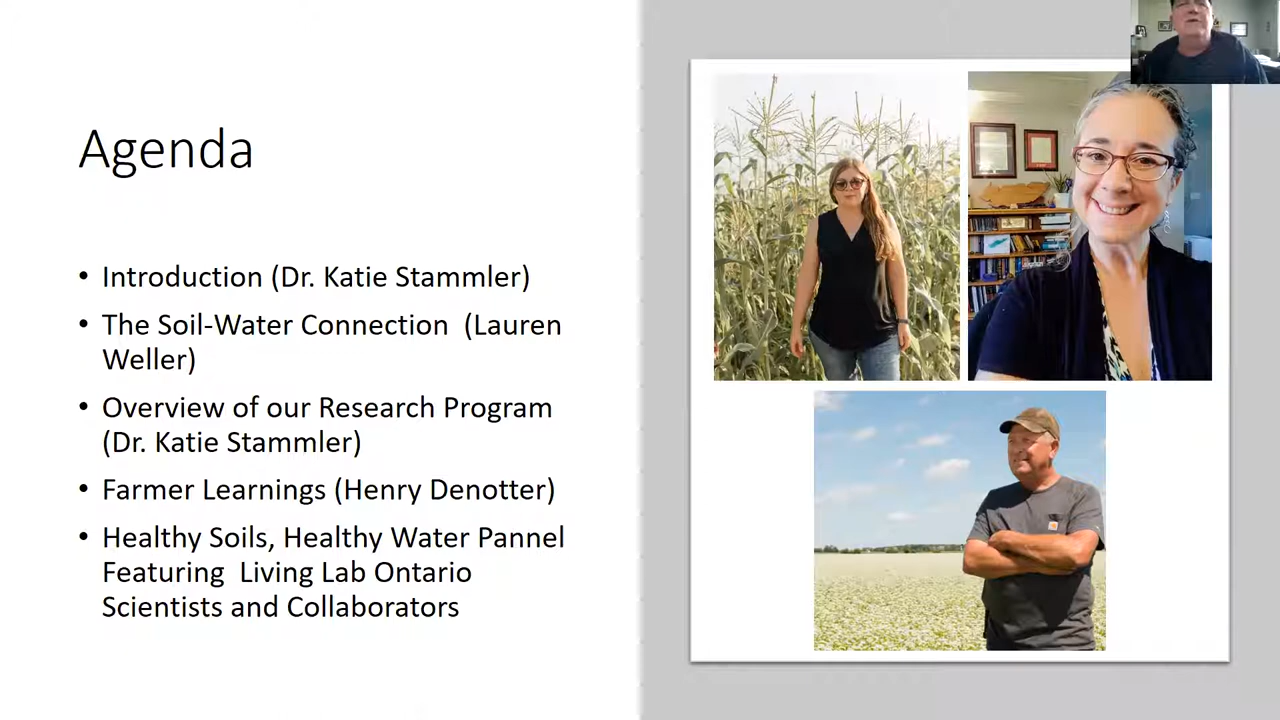 Agenda
• Introduction (Dr. Katie Stammler)
• The Soil-Water Connection  (Lauren
Weller)
• Overview of our Research Program
(Dr. Katie Stammler)
• Farmer Learnings (Henry Denotter)
• Healthy Soils, Healthy Water Pannel
Featuring  Living Lab Ontario
Scientists and Collaborators